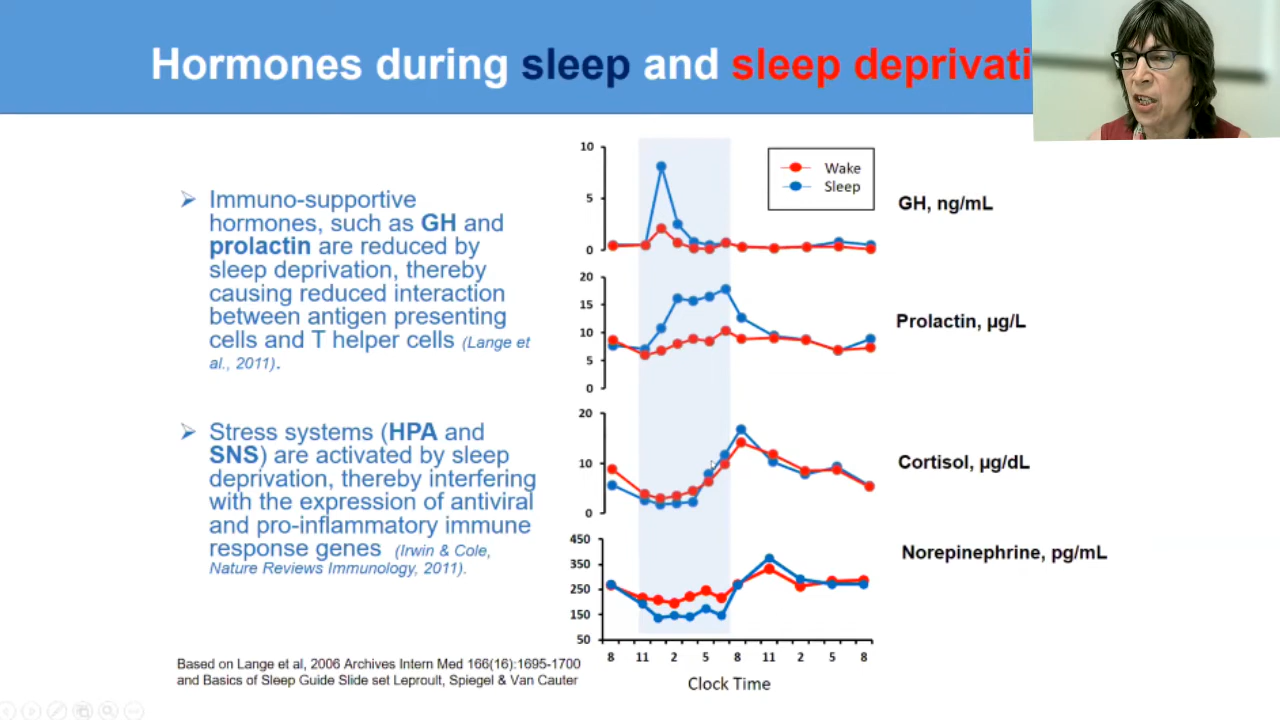 Hormones during sleep and sleep deprivati
Immuno-supportive
hormones, such as GH and
prolactin are reduced by
sleep deprivation, thereby
causing reduced interaction
between antigen presenting
cells and T helper cells (Lange et
al., 2011).
Stress systems (HPA and
SNS) are activated by sleep
deprivation, thereby interfering
with the expression of antiviral
and pro-inflammatory immune
response genes (Irwin & Cole,
Nature Reviews Immunology, 2011).
Based on Lange et al, 2006 Archives Intern Med 166(16):1695-1700
and Basics of Sleep Guide Slide set Leproult, Spiegel & Van Cauter
10
5
0
Wake
Sleep
GH, ng/mL
20
15
10
5
0
Prolactin, µg/L
20
10
0
Cortisol, µg/dL
450
350
250
150
50
Norepinephrine, pg/mL
8 11 2 5 8 11 2 5 8
Clock Time